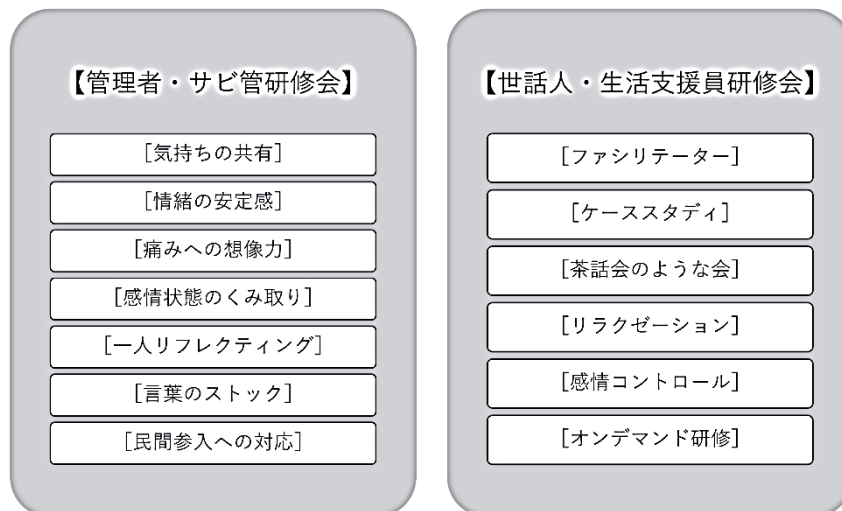 【管理者・サビ管研修会】
[気持ちの共有]
[情緒の安定感]
[痛みへの想像力]
[感情状態のくみ取り]
[一人リフレクティング]
[言葉のストック]
[民間参入への対応]
【世話人・生活支援員研修会】
[ファシリテーター]
[ケーススタディ]
[茶話会のような会]
[リラクゼーション]
[感情コントロール]
[オンデマンド研修]